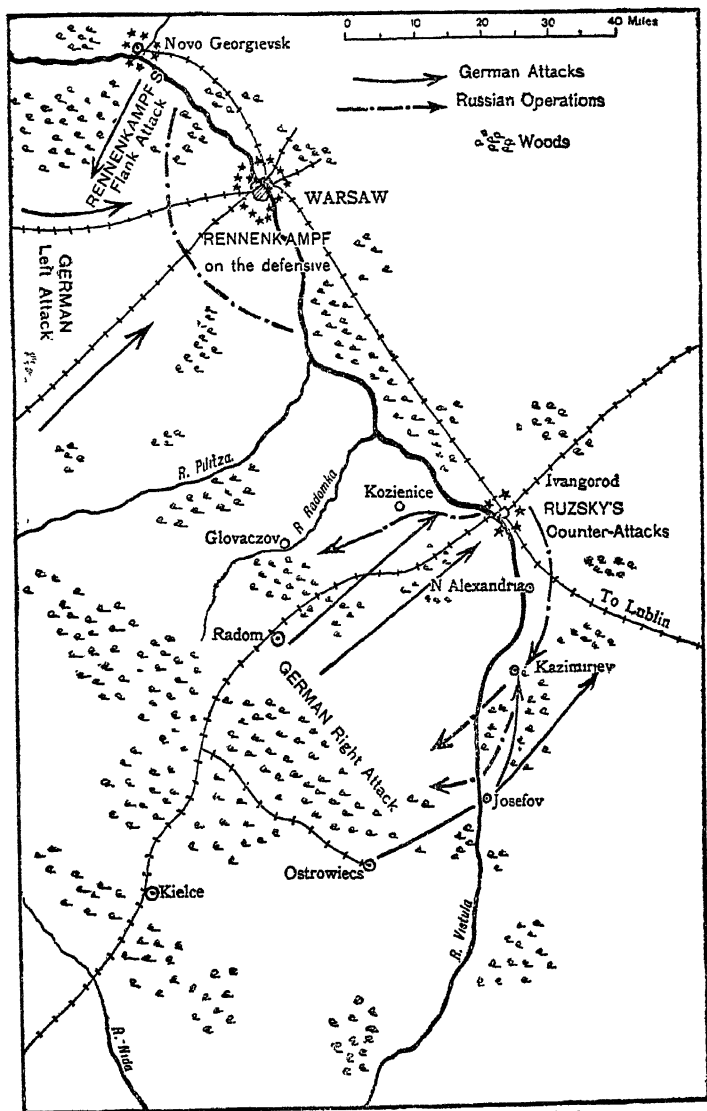 0 10 20 30 40 Miles
Novo Georgievsk
German Attacks
Russian Operations
Woods
RENNENKAMPF'S
Flank Attack
WARSAW
RENNENKAMPF
on the defensive
GERMAN
Left Attack
R. Pilitza
R Radomka
Kozienice
Ivangorod
RUZSKY'S
Counter-Attacks
Glovaczov
N Alexandria
To Lublin
Radom
Kazimirjev
GERMAN Right Attack
Josefov
Ostrowiecs
Kielce
R. Vistula
R. Nida